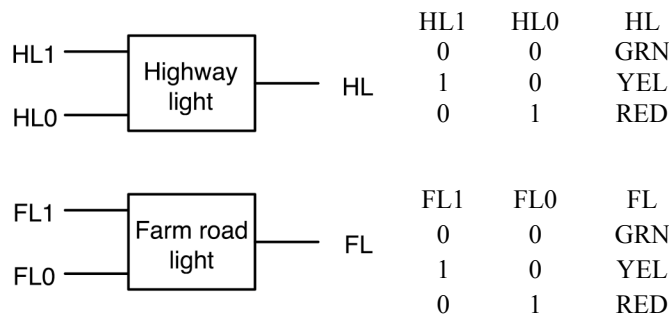 HL1 HL0 HL
HL1 Highway light HL 0 0 GRN
1 0 YEL
HL0 0 1 RED
FL1 FL0 FL
FL1 Farm road light FL 0 0 GRN
1 0 YEL
FL0 0 1 RED